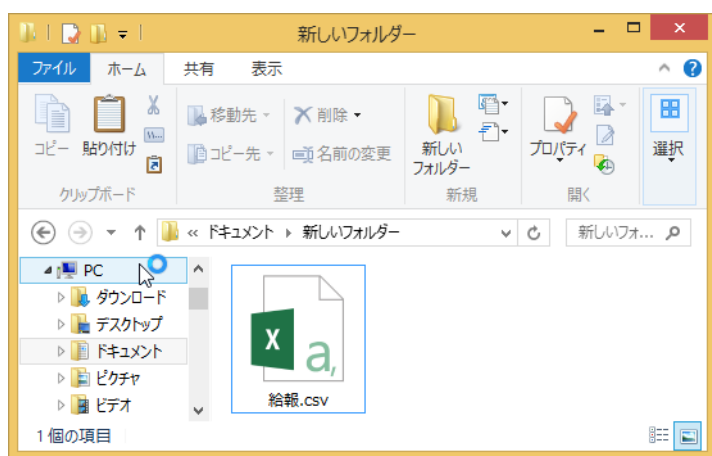 新しいフォルダー
ファイル ホーム 共有 表示
コピー 貼り付け 移動先 削除 新しいフォルダー プロパティ 選択
コピー先 名前の変更
クリップボード 整理 新規 開く
« ドキュメント 新しいフォルダー 新しいフォ...
PC
ダウンロード
デスクトップ
ドキュメント
ピクチャ
ビデオ
X a,
給報.csv
1 個の項目